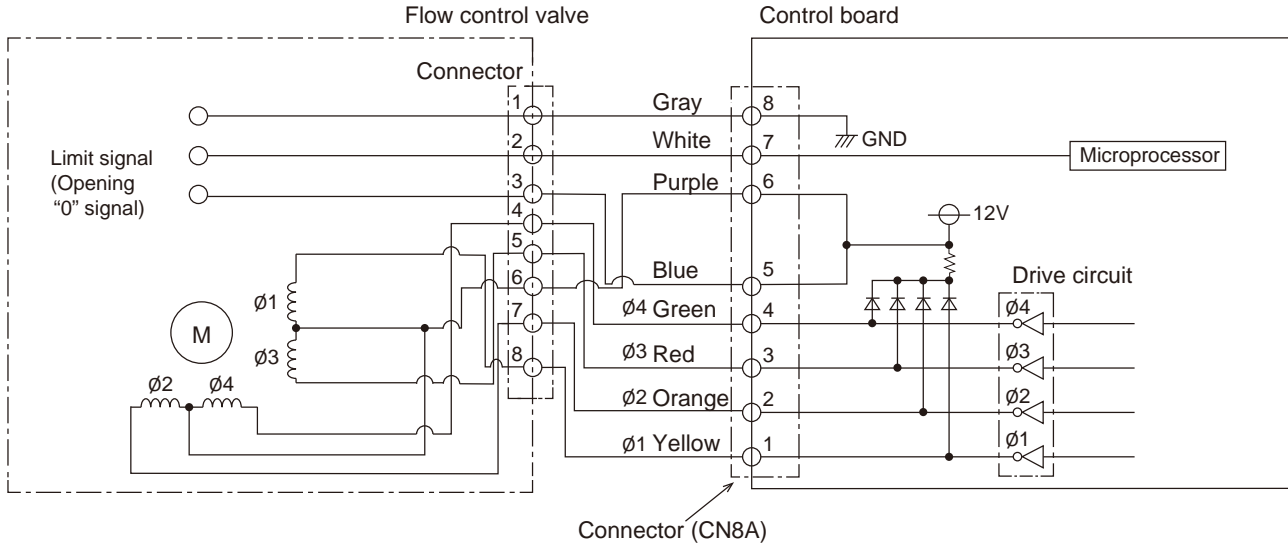 Flow control valve
Control board
Connector
1
Gray
8
GND
2
White
7
Microprocessor
Limit signal
(Opening
“0” signal)
3
Purple
6
12V
4
5
Blue
5
Drive circuit
6
Ø1
Ø4 Green
4
Ø4
7
M
Ø3
Ø3 Red
3
Ø3
8
Ø2
Ø4
Ø2 Orange
2
Ø2
Ø1 Yellow
1
Ø1
Connector (CN8A)